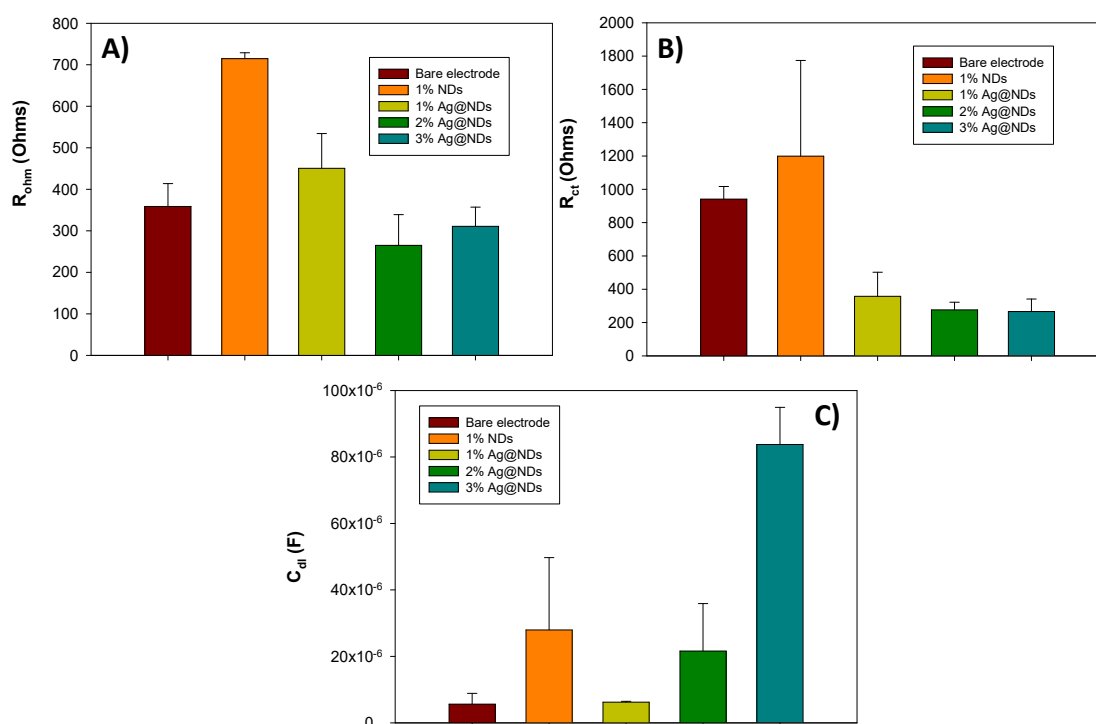 A)
800
700
600
500
400
300
200
100
0
R_ohm (Ohms)
Bare electrode
1% NDs
1% Ag@NDs
2% Ag@NDs
3% Ag@NDs
B)
2000
1800
1600
1400
1200
1000
800
600
400
200
0
R_ct (Ohms)
Bare electrode
1% NDs
1% Ag@NDs
2% Ag@NDs
3% Ag@NDs
C)
100x10⁻⁶
80x10⁻⁶
60x10⁻⁶
40x10⁻⁶
20x10⁻⁶
0
C_dl (F)
Bare electrode
1% NDs
1% Ag@NDs
2% Ag@NDs
3% Ag@NDs